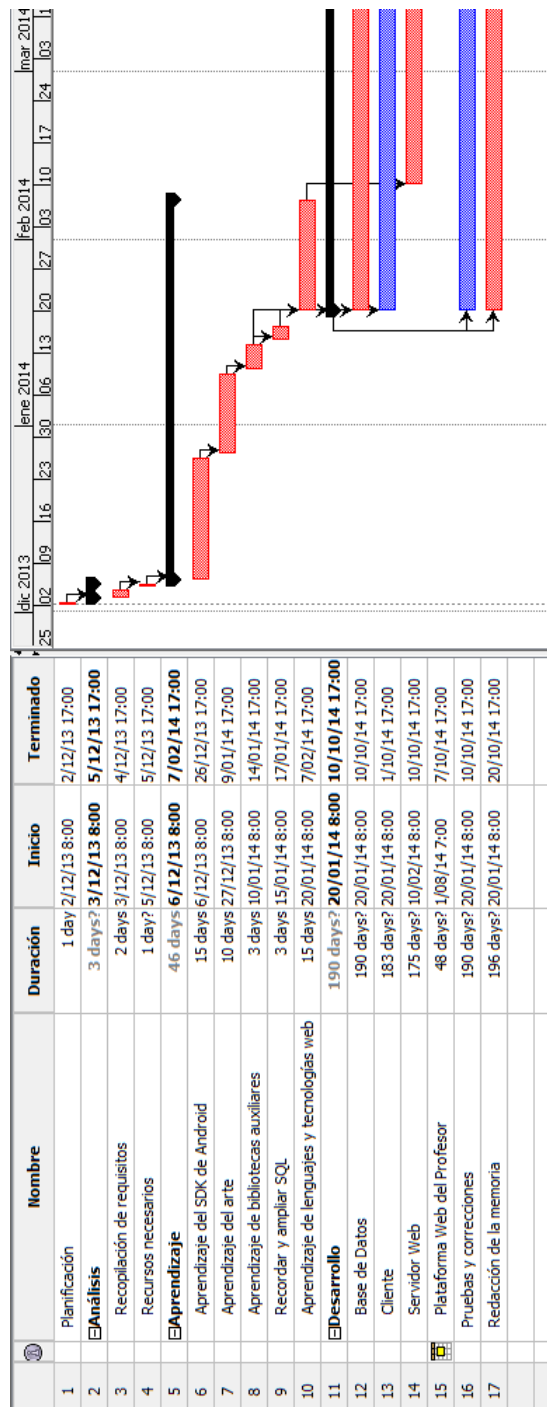 Nombre Duración Inicio Terminado
1 Planificación 1 day 2/12/13 8:00 2/12/13 17:00
2 Análisis 3 days? 3/12/13 8:00 5/12/13 17:00
3 Recopilación de requisitos 2 days 3/12/13 8:00 4/12/13 17:00
4 Recursos necesarios 1 day? 5/12/13 8:00 5/12/13 17:00
5 Aprendizaje 46 days 6/12/13 8:00 7/02/14 17:00
6 Aprendizaje del SDK de Android 15 days 6/12/13 8:00 26/12/13 17:00
7 Aprendizaje del arte 10 days 27/12/13 8:00 9/01/14 17:00
8 Aprendizaje de bibliotecas auxiliares 3 days 10/01/14 8:00 14/01/14 17:00
9 Recordar y ampliar SQL 3 days 15/01/14 8:00 17/01/14 17:00
10 Aprendizaje de lenguajes y tecnologías web 15 days 20/01/14 8:00 7/02/14 17:00
11 Desarrollo 190 days? 20/01/14 8:00 10/10/14 17:00
12 Base de Datos 190 days? 20/01/14 8:00 10/10/14 17:00
13 Cliente 183 days? 20/01/14 8:00 1/10/14 17:00
14 Servidor Web 175 days? 10/02/14 8:00 10/10/14 17:00
15 Plataforma Web del Profesor 48 days? 1/08/14 7:00 7/10/14 17:00
16 Pruebas y correcciones 190 days? 20/01/14 8:00 10/10/14 17:00
17 Redacción de la memoria 196 days? 20/01/14 8:00 20/10/14 17:00
dic 2013 ene 2014 feb 2014 mar 2014
25 02 09 16 23 30 06 13 20 27 03 10 17 24 03